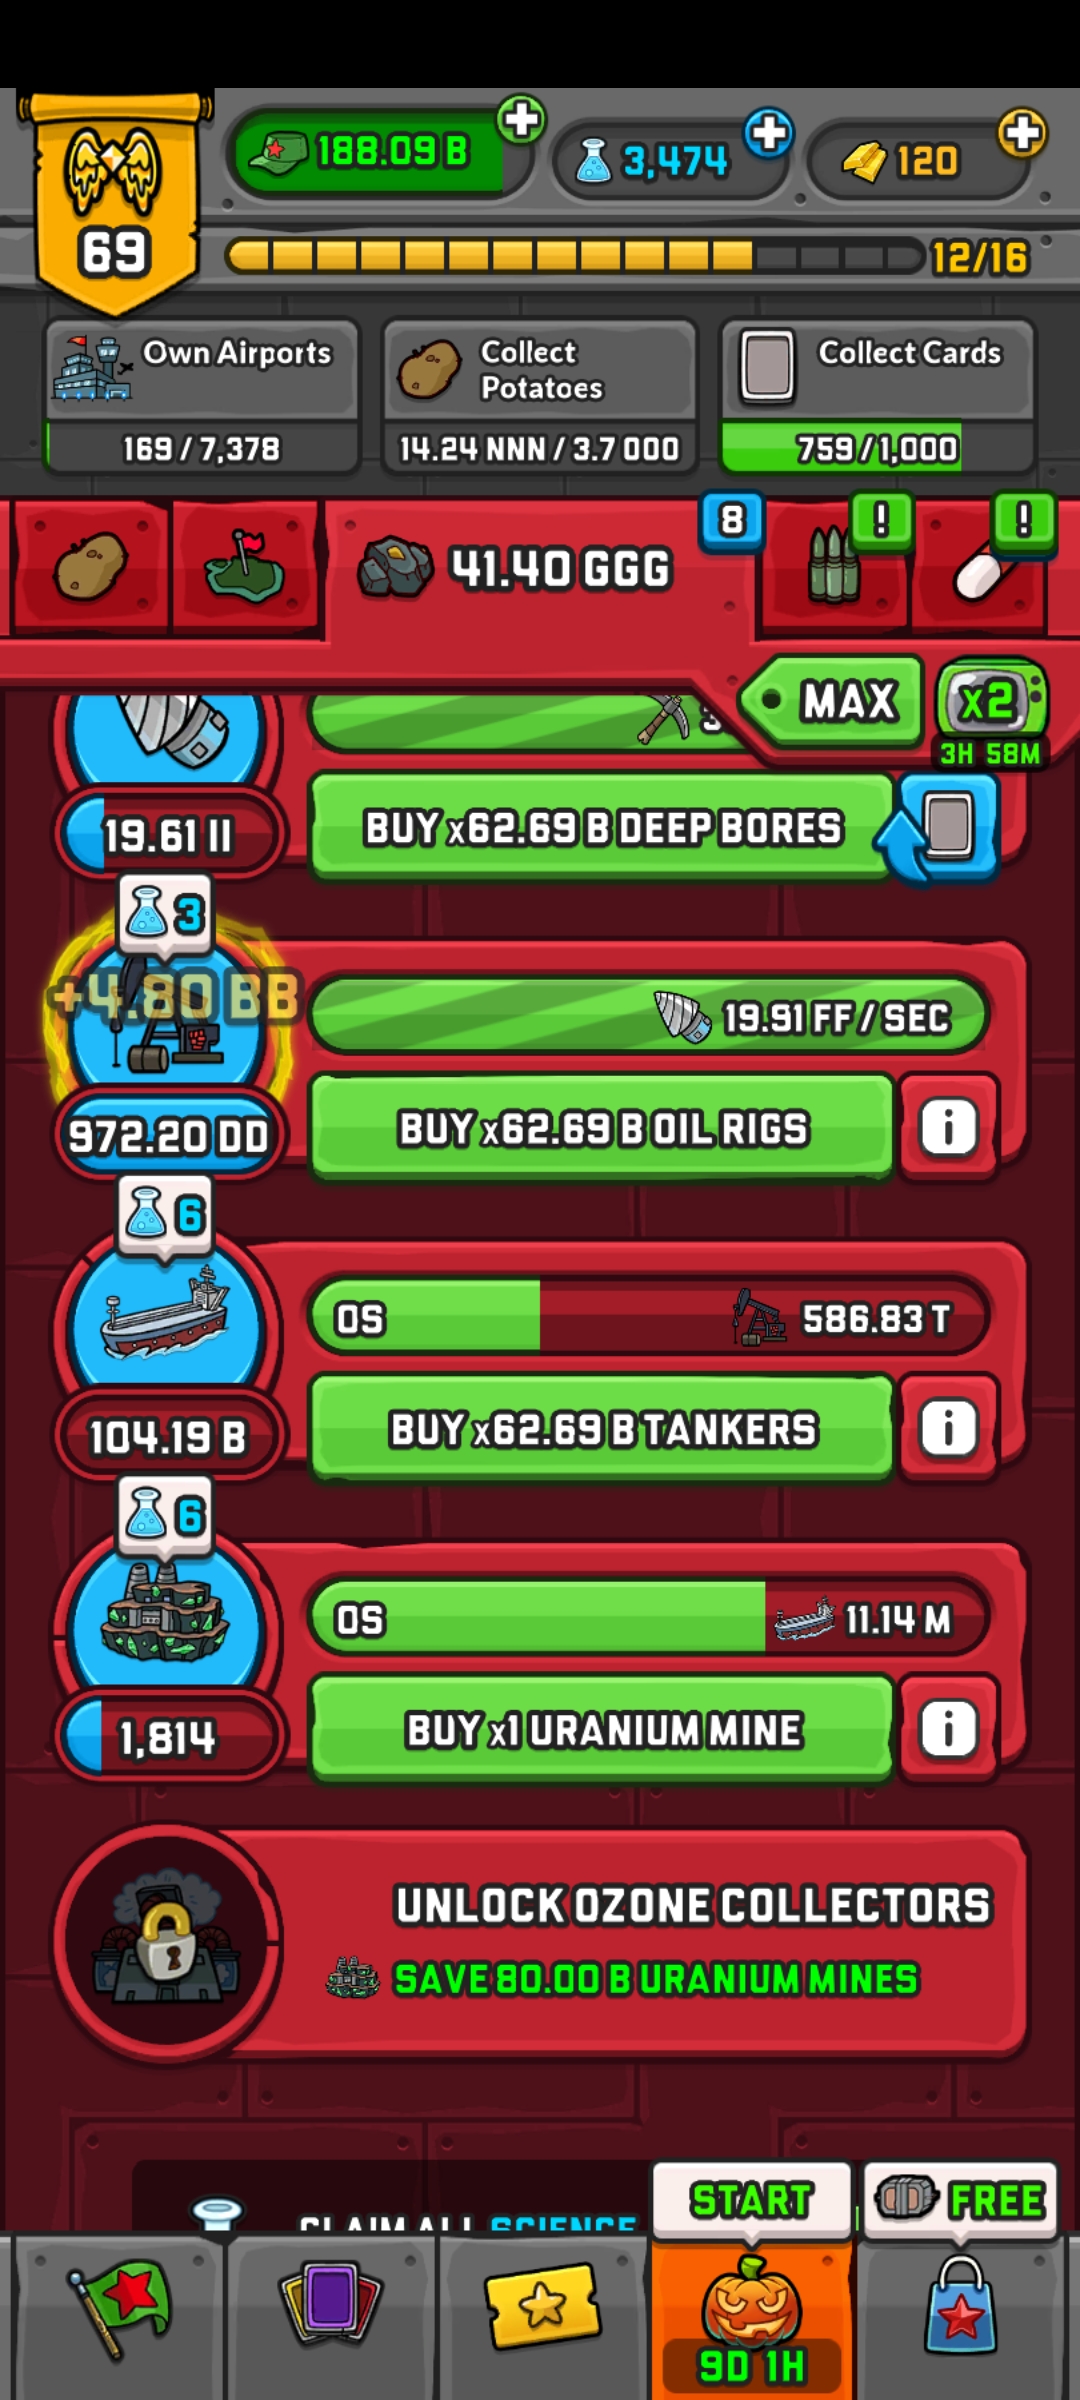 188.09 B
3,474
120
69
12/16
Own Airports
169 / 7,378
Collect
Potatoes
14.24 NNN / 3.7 OOO
Collect Cards
759 / 1,000
41.40 GGG
8
!
!
MAX
x2
3H 58M
19.61 II
BUY x62.69 B DEEP BORES
3
+4.80 BB
19.91 FF / SEC
972.20 DD
BUY x62.69 B OIL RIGS
i
6
0S
586.83 T
104.19 B
BUY x62.69 B TANKERS
i
6
0S
11.14 M
1,814
BUY x1 URANIUM MINE
i
UNLOCK OZONE COLLECTORS
SAVE 80.00 B URANIUM MINES
CLAIM ALL SCIENCE
START
FREE
9D 1H